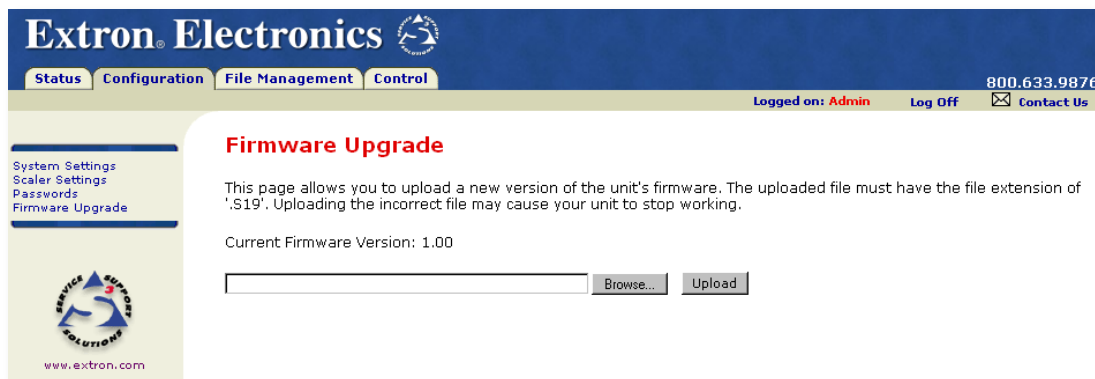 Extron® Electronics
Status Configuration File Management Control
800.633.9876
Logged on: Admin Log Off Contact Us
System Settings
Scaler Settings
Passwords
Firmware Upgrade
Firmware Upgrade
This page allows you to upload a new version of the unit's firmware. The uploaded file must have the file extension of
'.S19'. Uploading the incorrect file may cause your unit to stop working.
Current Firmware Version: 1.00
Browse... Upload
SERVICE SUPPORT SOLUTIONS
3
www.extron.com